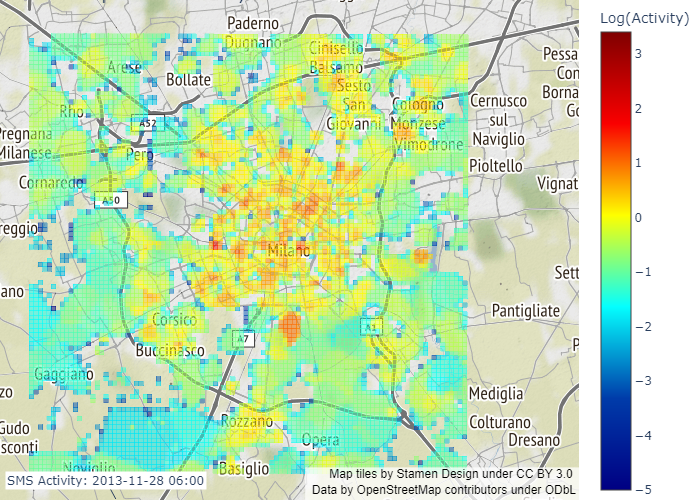 Log(Activity)
3
2
1
0
−1
−2
−3
−4
−5
Paderno
Dugnano
Cinisello
Balsamo
Arese
Bollate
Sesto
San
Giovanni
Cologno
Monzese
Vimodrone
Cernusco
sul
Naviglio
Pioltello
Pessa
Con
Borna
Go
Rho
A52
Pregnana
Milanese
Pero
Cornaredo
A50
Vignat
reggio
Milano
Sett
ano
Pantigliate
Corsico
A1
A7
Buccinasco
P
Gaggiano
zo
Mediglia
Rozzano
Colturano
Dresano
Gudo
sconti
Opera
Noviglio
Basiglio
SMS Activity: 2013-11-28 06:00
Map tiles by Stamen Design under CC BY 3.0
Data by OpenStreetMap contributors under ODbL